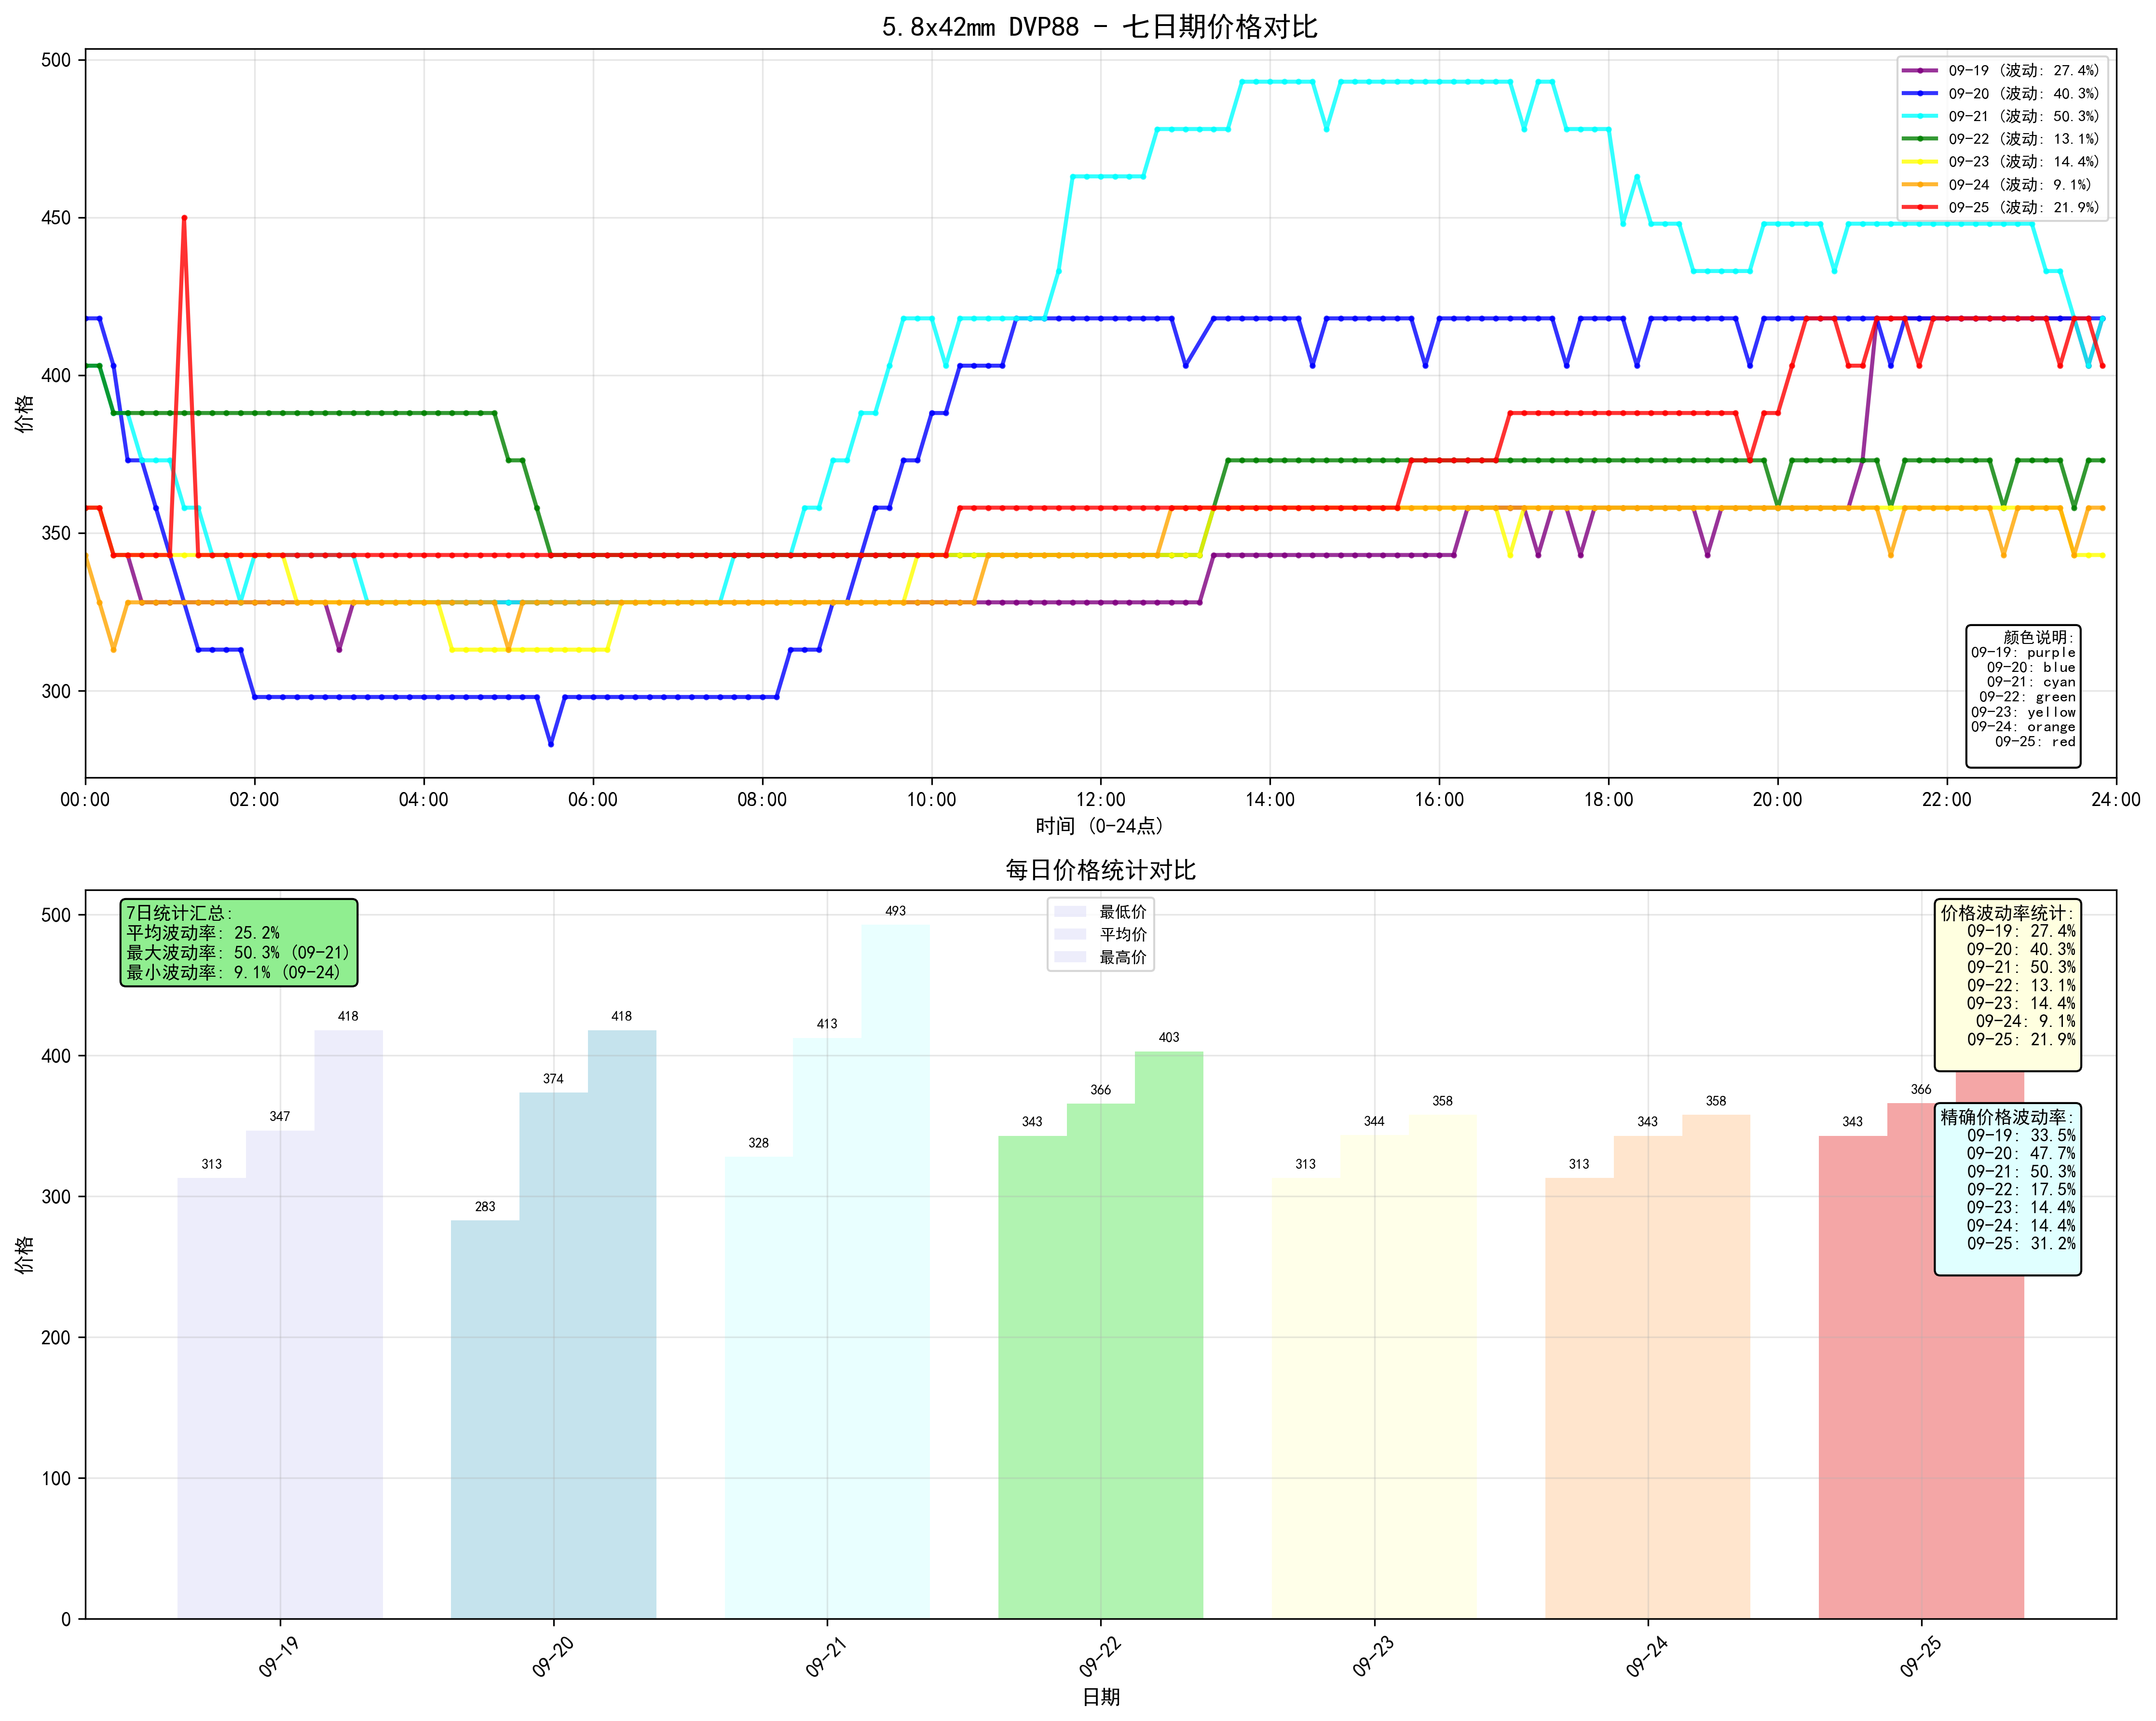 5.8x42mm DVP88 - 七日期价格对比
500
450
400
350
300
价格
09-19 (波动: 27.4%)
09-20 (波动: 40.3%)
09-21 (波动: 50.3%)
09-22 (波动: 13.1%)
09-23 (波动: 14.4%)
09-24 (波动: 9.1%)
09-25 (波动: 21.9%)
颜色说明:
09-19: purple
09-20: blue
09-21: cyan
09-22: green
09-23: yellow
09-24: orange
09-25: red
00:00 02:00 04:00 06:00 08:00 10:00 12:00 14:00 16:00 18:00 20:00 22:00 24:00
时间 (0-24点)
每日价格统计对比
500
400
300
200
100
0
价格
7日统计汇总:
平均波动率: 25.2%
最大波动率: 50.3% (09-21)
最小波动率: 9.1% (09-24)
最低价
平均价
最高价
价格波动率统计:
09-19: 27.4%
09-20: 40.3%
09-21: 50.3%
09-22: 13.1%
09-23: 14.4%
09-24: 9.1%
09-25: 21.9%
精确价格波动率:
09-19: 33.5%
09-20: 47.7%
09-21: 50.3%
09-22: 17.5%
09-23: 14.4%
09-24: 14.4%
09-25: 31.2%
313 347 418
283 374 418
328 413 493
343 366 403
313 344 358
313 343 358
343 366
09-19 09-20 09-21 09-22 09-23 09-24 09-25
日期